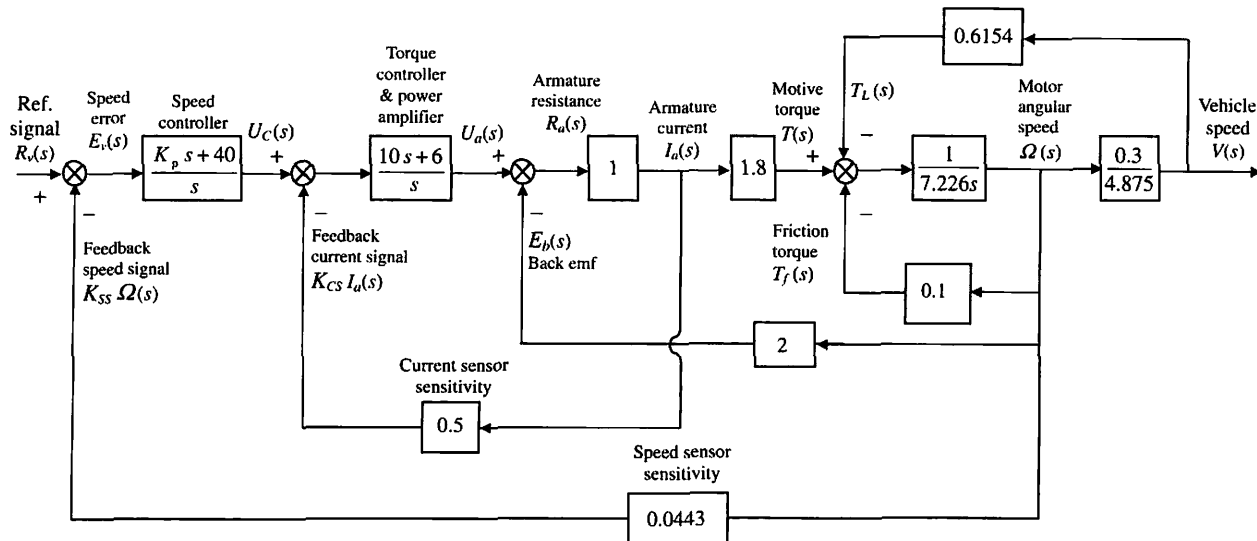 Ref.
signal
R_v(s)
+
−
Speed
error
E_v(s)
Speed
controller
K_p s + 40
s
U_C(s)
+
−
Torque
controller
& power
amplifier
10 s + 6
s
U_a(s)
+
−
Armature
resistance
R_a(s)
1
Armature
current
I_a(s)
1.8
Motive
torque
T(s)
+
T_L(s)
−
−
0.6154
1
7.226s
Motor
angular
speed
Ω(s)
0.3
4.875
Vehicle
speed
V(s)
Feedback
speed signal
K_SS Ω(s)
Feedback
current signal
K_CS I_a(s)
E_b(s)
Back emf
Friction
torque
T_f(s)
0.1
2
Current sensor
sensitivity
0.5
Speed sensor
sensitivity
0.0443